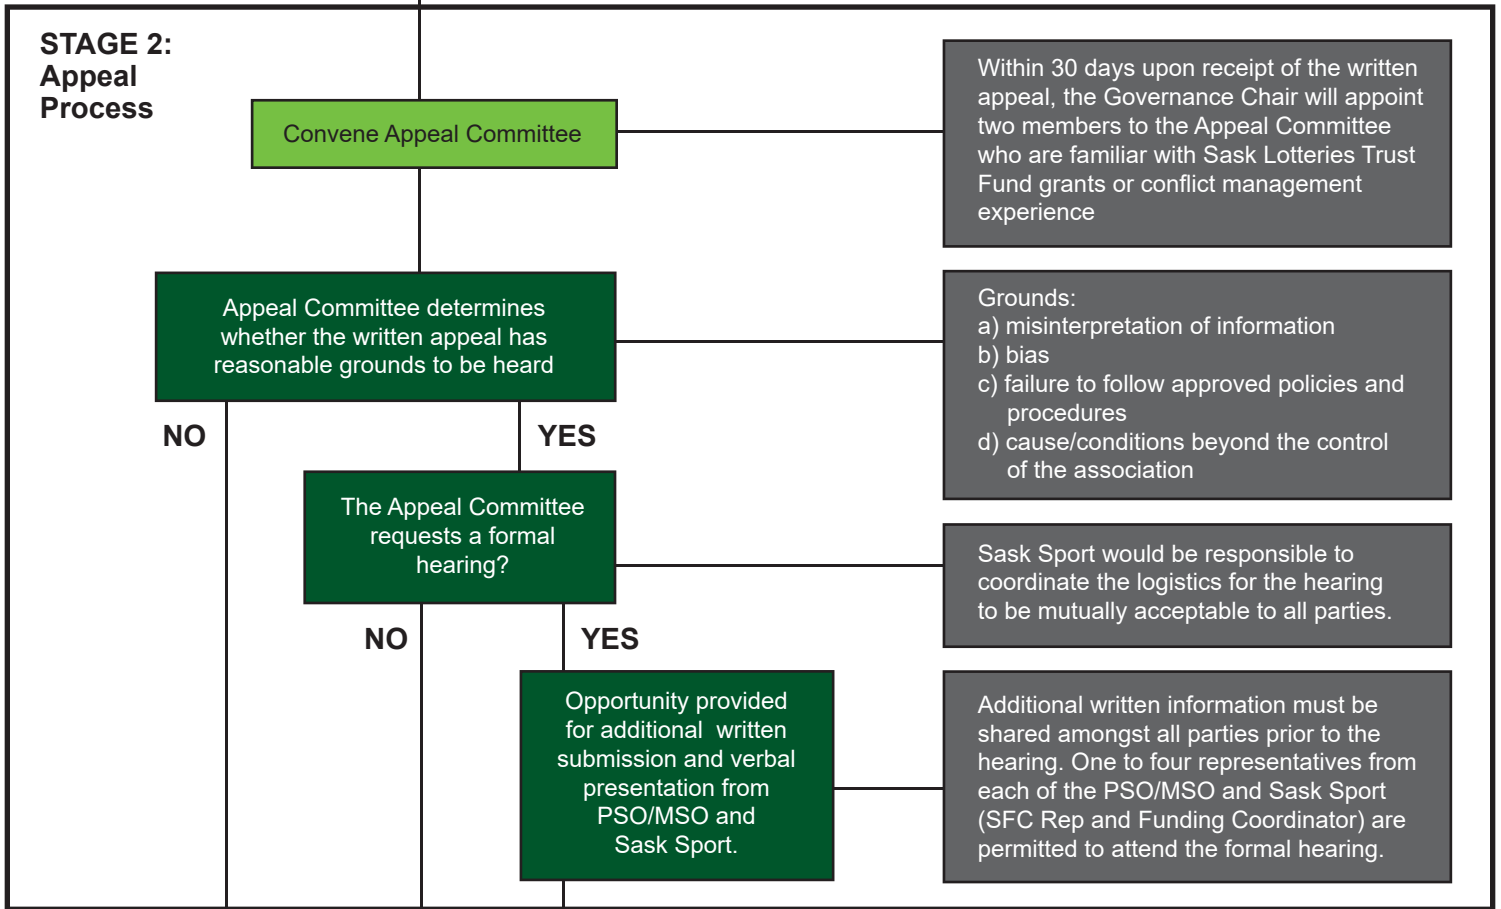 STAGE 2:
Appeal
Process
Convene Appeal Committee
Within 30 days upon receipt of the written
appeal, the Governance Chair will appoint
two members to the Appeal Committee
who are familiar with Sask Lotteries Trust
Fund grants or conflict management
experience
Appeal Committee determines
whether the written appeal has
reasonable grounds to be heard
Grounds:
a) misinterpretation of information
b) bias
c) failure to follow approved policies and
procedures
d) cause/conditions beyond the control
of the association
NO
YES
The Appeal Committee
requests a formal
hearing?
Sask Sport would be responsible to
coordinate the logistics for the hearing
to be mutually acceptable to all parties.
NO
YES
Opportunity provided
for additional written
submission and verbal
presentation from
PSO/MSO and
Sask Sport.
Additional written information must be
shared amongst all parties prior to the
hearing. One to four representatives from
each of the PSO/MSO and Sask Sport
(SFC Rep and Funding Coordinator) are
permitted to attend the formal hearing.